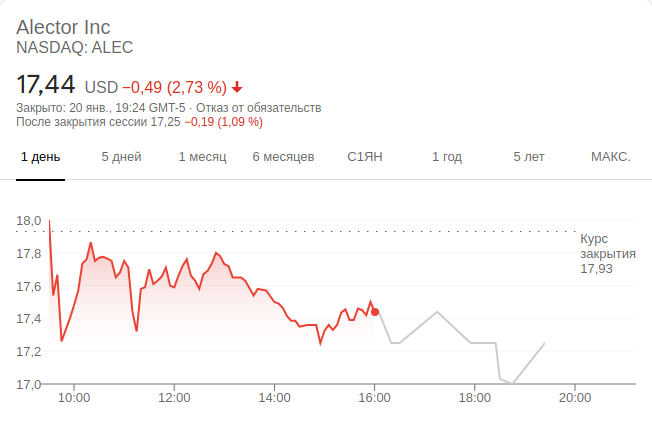 Alector Inc
NASDAQ: ALEC
17,44 USD −0,49 (2,73 %)
Закрыто: 20 янв., 19:24 GMT-5 · Отказ от обязательств
После закрытия сессии 17,25 −0,19 (1,09 %)
1 день 5 дней 1 месяц 6 месяцев С1ЯН 1 год 5 лет МАКС.
18,0
Курс
закрытия
17,93
17,8
17,6
17,4
17,2
17,0
10:00 12:00 14:00 16:00 18:00 20:00